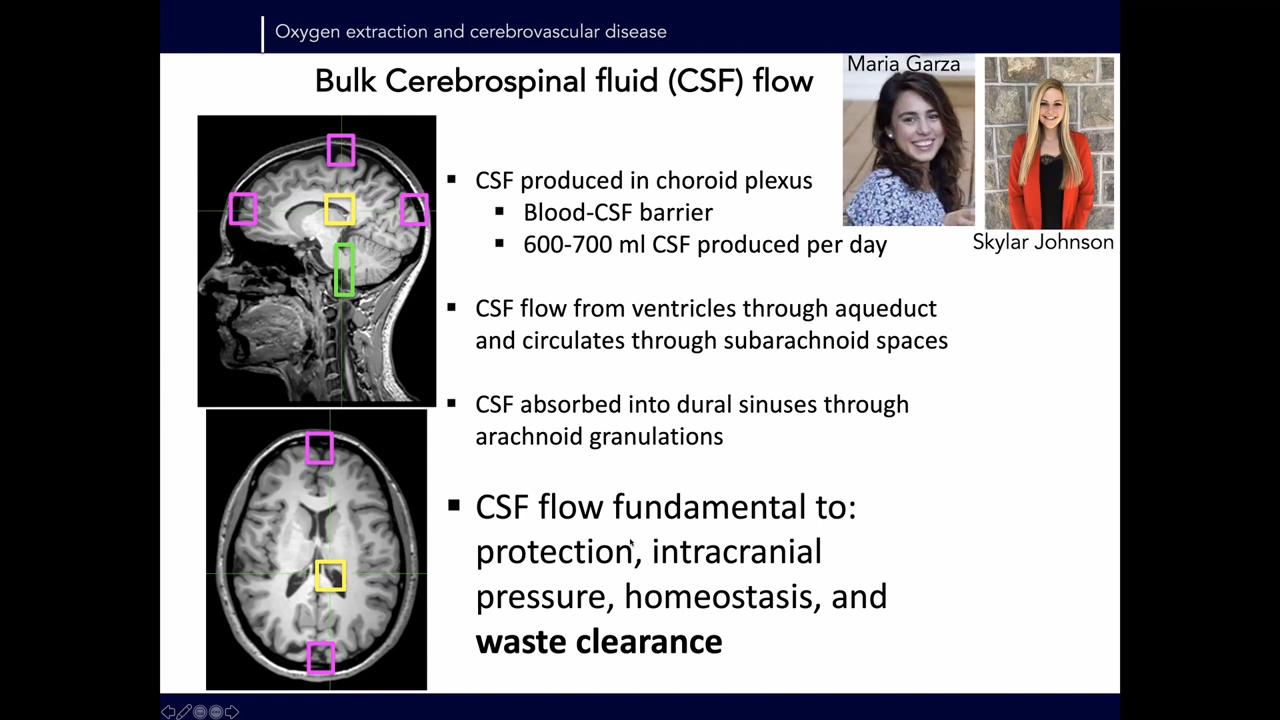 Oxygen extraction and cerebrovascular disease
Bulk Cerebrospinal fluid (CSF) flow
Maria Garza
Skylar Johnson
▪ CSF produced in choroid plexus
▪ Blood-CSF barrier
▪ 600-700 ml CSF produced per day
▪ CSF flow from ventricles through aqueduct
and circulates through subarachnoid spaces
▪ CSF absorbed into dural sinuses through
arachnoid granulations
▪ CSF flow fundamental to:
protection, intracranial
pressure, homeostasis, and
waste clearance